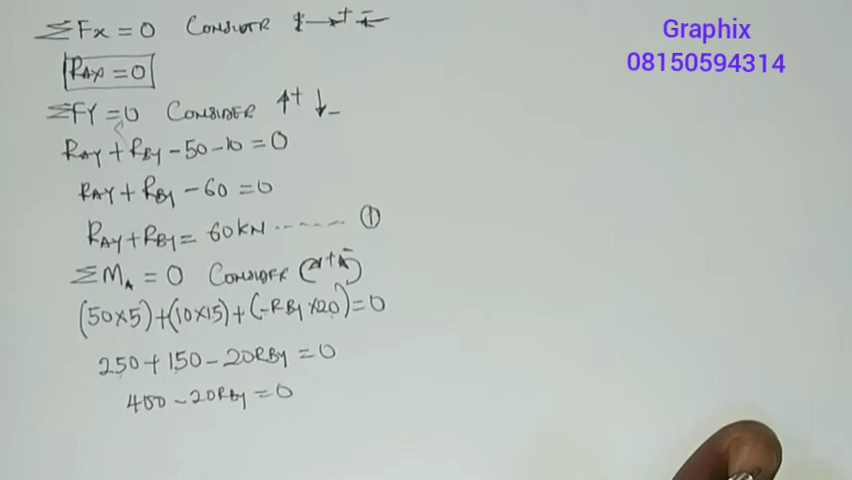 ΣFx = 0 CONSIDER → + ← -
RAX = 0
ΣFY = 0 CONSIDER ↑+ ↓-
RAY + RBY - 50 - 10 = 0
RAY + RBY - 60 = 0
RAY + RBY = 60KN ------- ①
ΣMA = 0 CONSIDER (+ -)
(50×5) + (10×15) + (-RBY×20) = 0
250 + 150 - 20RBY = 0
400 - 20RBY = 0
Graphix
08150594314